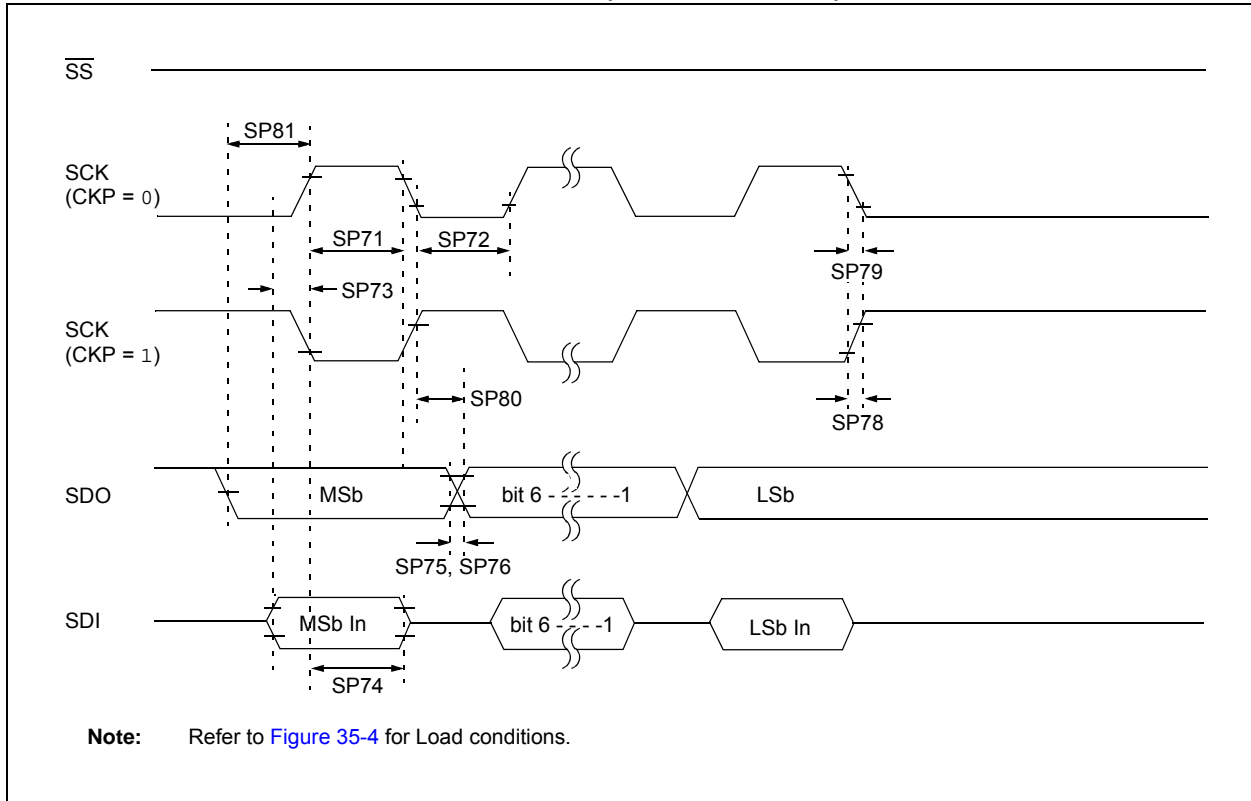 SS
SP81
SCK
(CKP = 0)
SP71
SP72
SP79
SP73
SCK
(CKP = 1)
SP80
SP78
SDO
MSb
bit 6 - - - - - -1
LSb
SP75, SP76
SDI
MSb In
bit 6 - - - -1
LSb In
SP74
Note: Refer to Figure 35-4 for Load conditions.